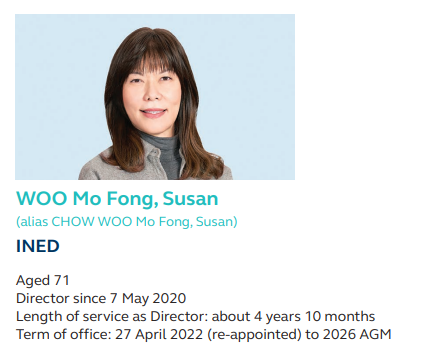 WOO Mo Fong, Susan
(alias CHOW WOO Mo Fong, Susan)
INED
Aged 71
Director since 7 May 2020
Length of service as Director: about 4 years 10 months
Term of office: 27 April 2022 (re-appointed) to 2026 AGM